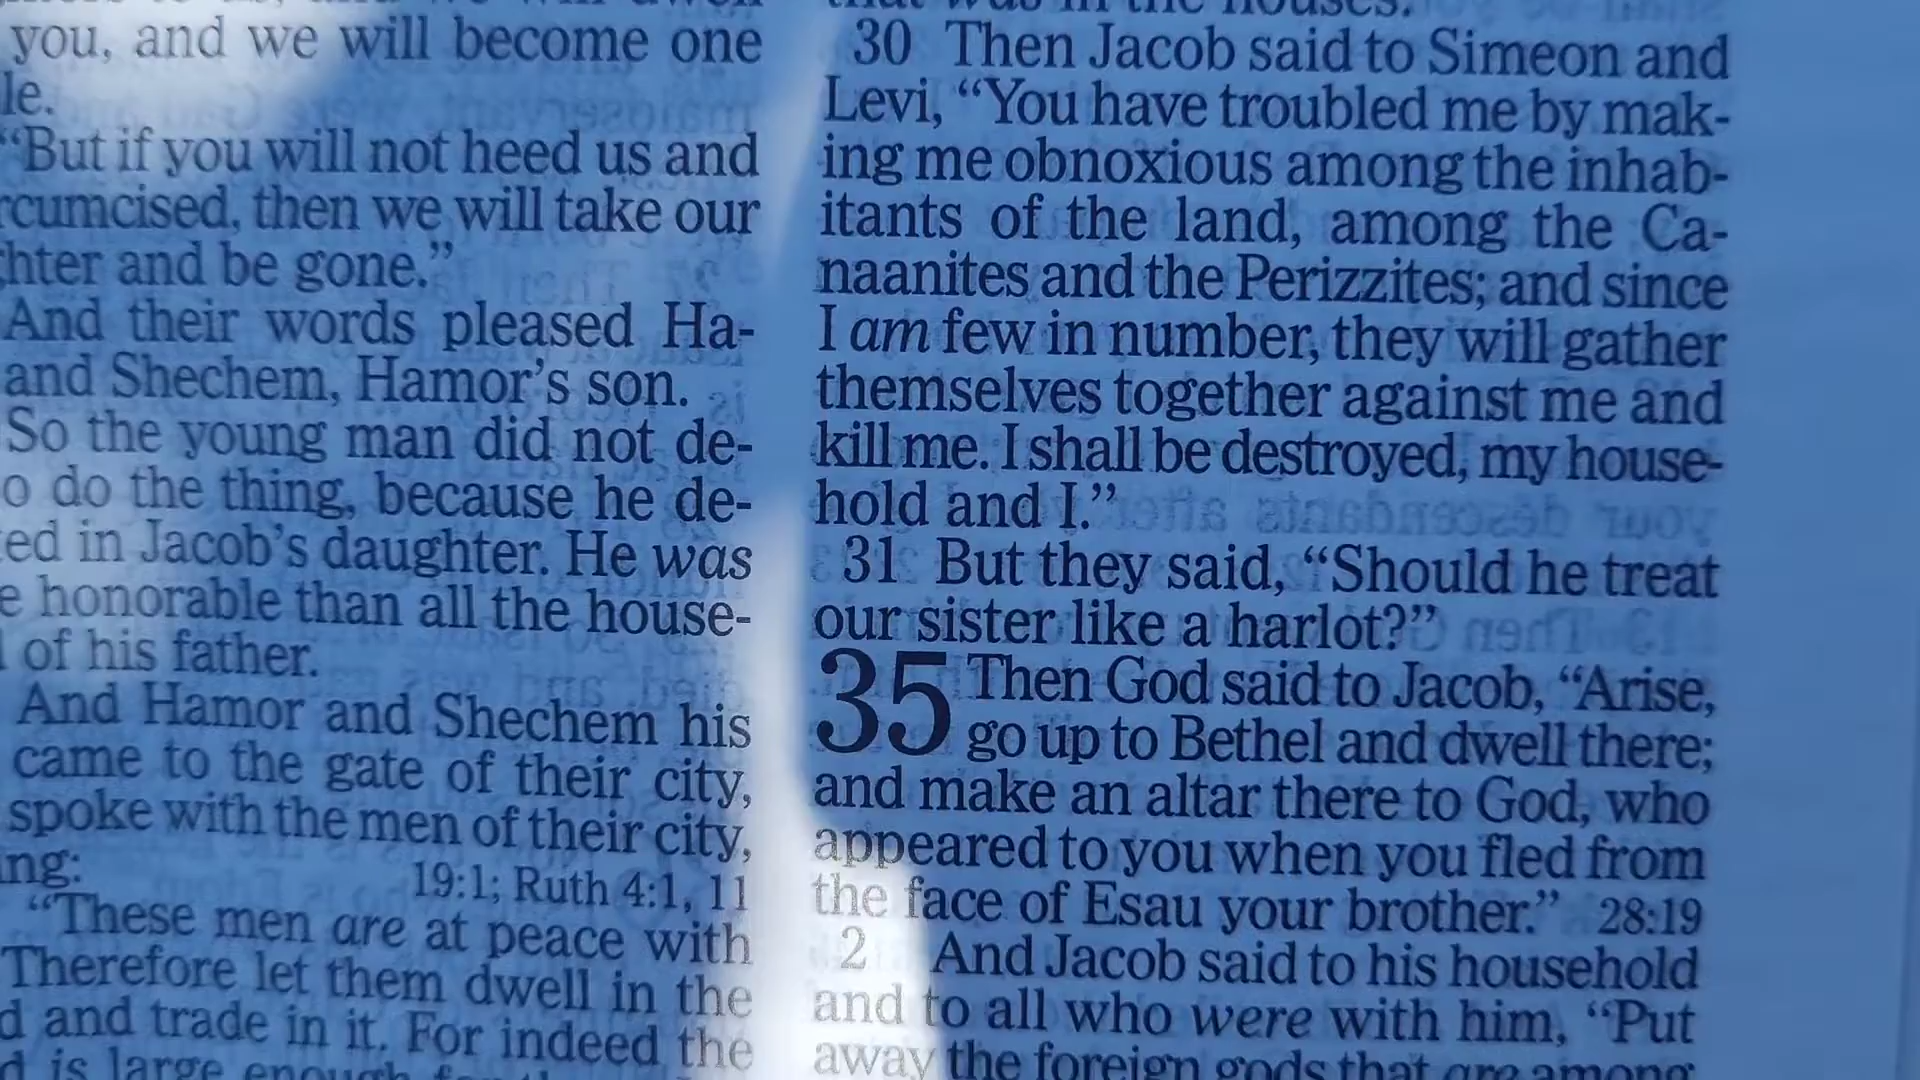 you, and we will become one
le.
“But if you will not heed us and
rcumcised, then we will take our
hter and be gone.”
And their words pleased Ha-
and Shechem, Hamor’s son.
So the young man did not de-
o do the thing, because he de-
ed in Jacob’s daughter. He was
e honorable than all the house-
of his father.
And Hamor and Shechem his
came to the gate of their city,
spoke with the men of their city,
ng: 19:1; Ruth 4:1, 11
“These men are at peace with
Therefore let them dwell in the
d and trade in it. For indeed the
d is large enough for
that was in the houses.
30 Then Jacob said to Simeon and
Levi, “You have troubled me by mak-
ing me obnoxious among the inhab-
itants of the land, among the Ca-
naanites and the Perizzites; and since
I am few in number, they will gather
themselves together against me and
kill me. I shall be destroyed, my house-
hold and I.”
31 But they said, “Should he treat
our sister like a harlot?”
35 Then God said to Jacob, “Arise,
go up to Bethel and dwell there;
and make an altar there to God, who
appeared to you when you fled from
the face of Esau your brother.” 28:19
2 And Jacob said to his household
and to all who were with him, “Put
away the foreign gods that are among